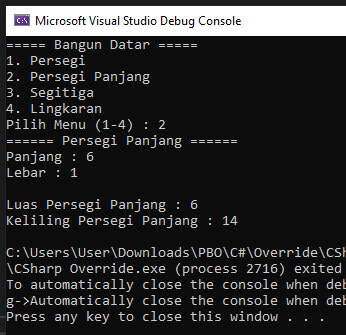 Microsoft Visual Studio Debug Console
===== Bangun Datar =====
1. Persegi
2. Persegi Panjang
3. Segitiga
4. Lingkaran
Pilih Menu (1-4) : 2
====== Persegi Panjang ======
Panjang : 6
Lebar : 1
Luas Persegi Panjang : 6
Keliling Persegi Panjang : 14
C:\Users\User\Downloads\PBO\C#\Override\CSh
\CSharp Override.exe (process 2716) exited
To automatically close the console when deb
g->Automatically close the console when deb
Press any key to close this window . . .